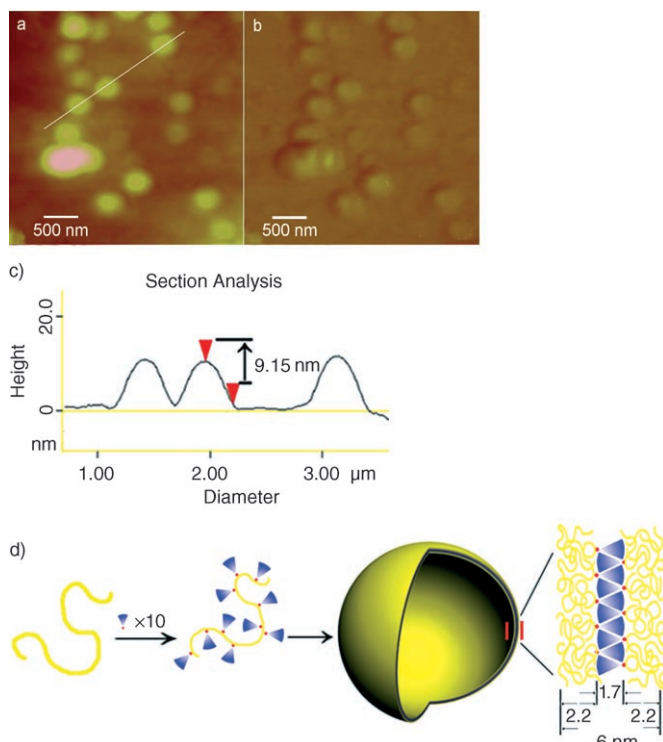 a
b
500 nm
500 nm
c)
Section Analysis
20.0
Height
0
nm
9.15 nm
1.00
2.00
3.00
µm
Diameter
d)
×10
1.7
2.2
2.2
6 nm